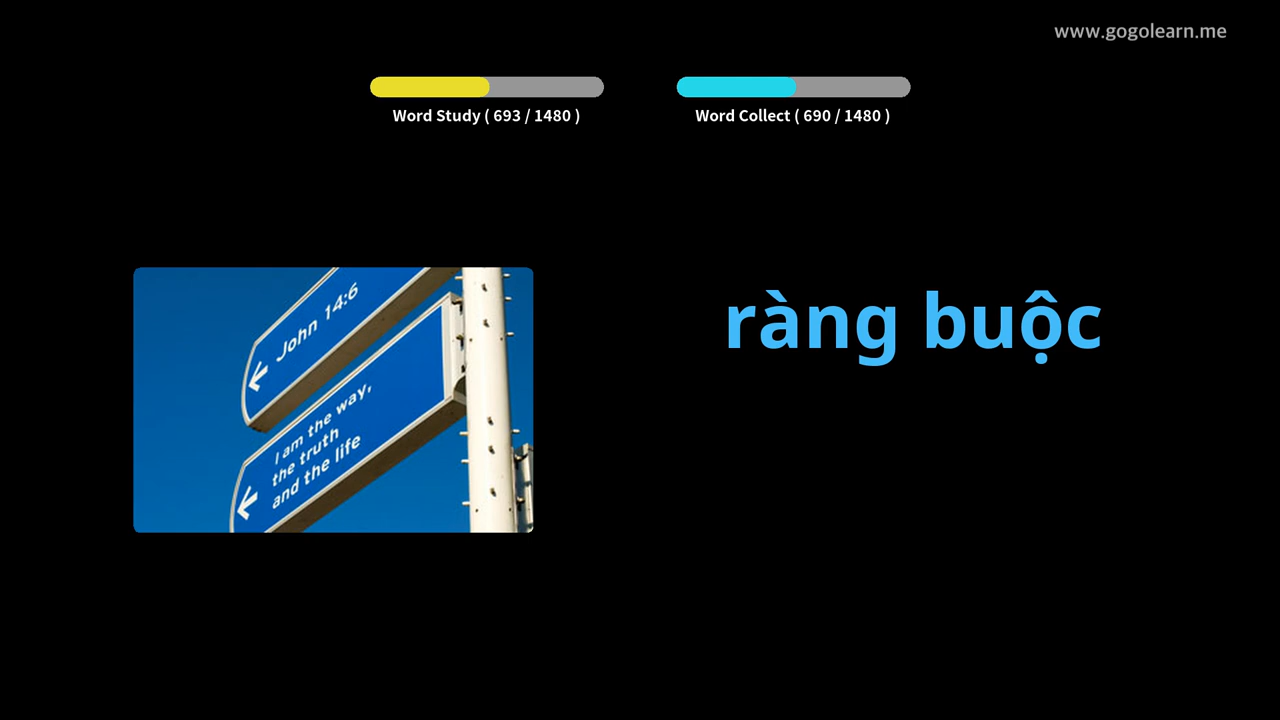 www.gogolearn.me
Word Study ( 693 / 1480 )
Word Collect ( 690 / 1480 )
John 14:6
I am the way,
the truth
and the life
ràng buộc